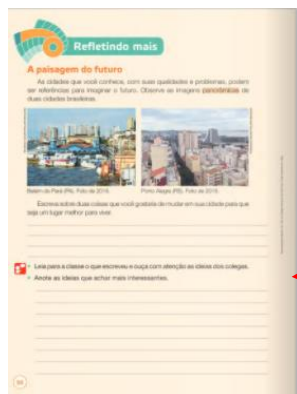 Refletindo mais
A paisagem do futuro
As cidades que você conhece, com suas qualidades e problemas, podem
ser referências para imaginar o futuro. Observe as imagens panorâmicas de
duas cidades brasileiras.
Belém do Pará (PA). Foto de 2019.
Porto Alegre (RS). Foto de 2019.
Escreva sobre duas coisas que você gostaria de mudar em sua cidade para que
seja um lugar melhor para viver.
• Leia para a classe o que escreveu e ouça com atenção as ideias dos colegas.
• Anote as ideias que achar mais interessantes.